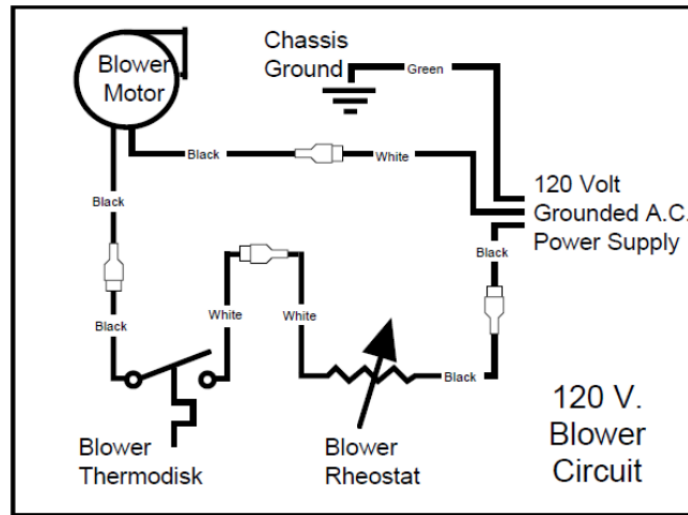 Blower
Motor
Chassis
Ground
Green
Black
White
Black
120 Volt
Grounded A.C.
Power Supply
Black
Black
White
White
Black
Blower
Thermodisk
Blower
Rheostat
120 V.
Blower
Circuit